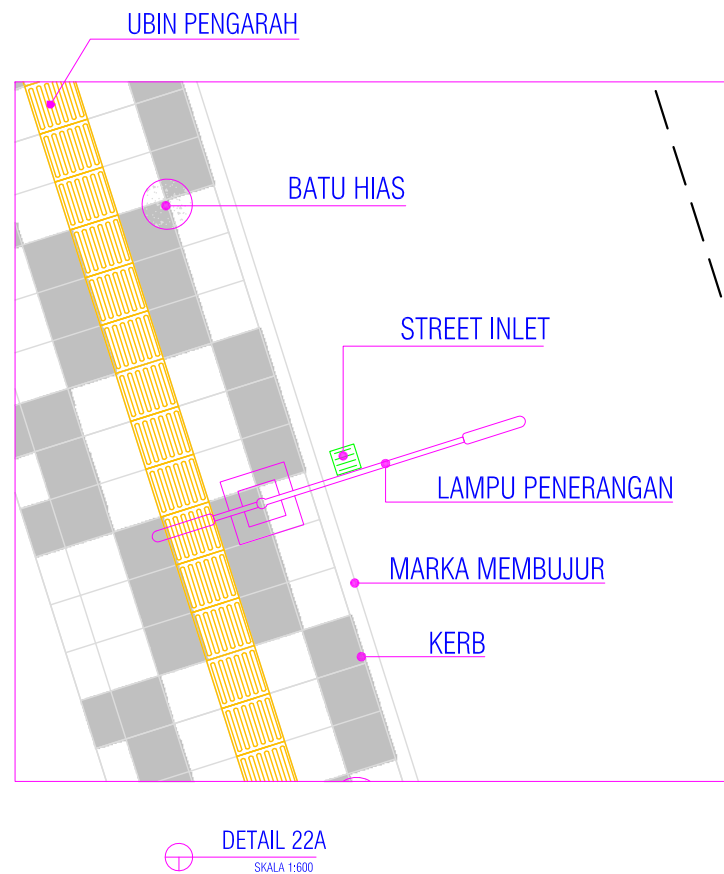 UBIN PENGARAH
BATU HIAS
STREET INLET
LAMPU PENERANGAN
MARKA MEMBUJUR
KERB
DETAIL 22A
SKALA 1:600